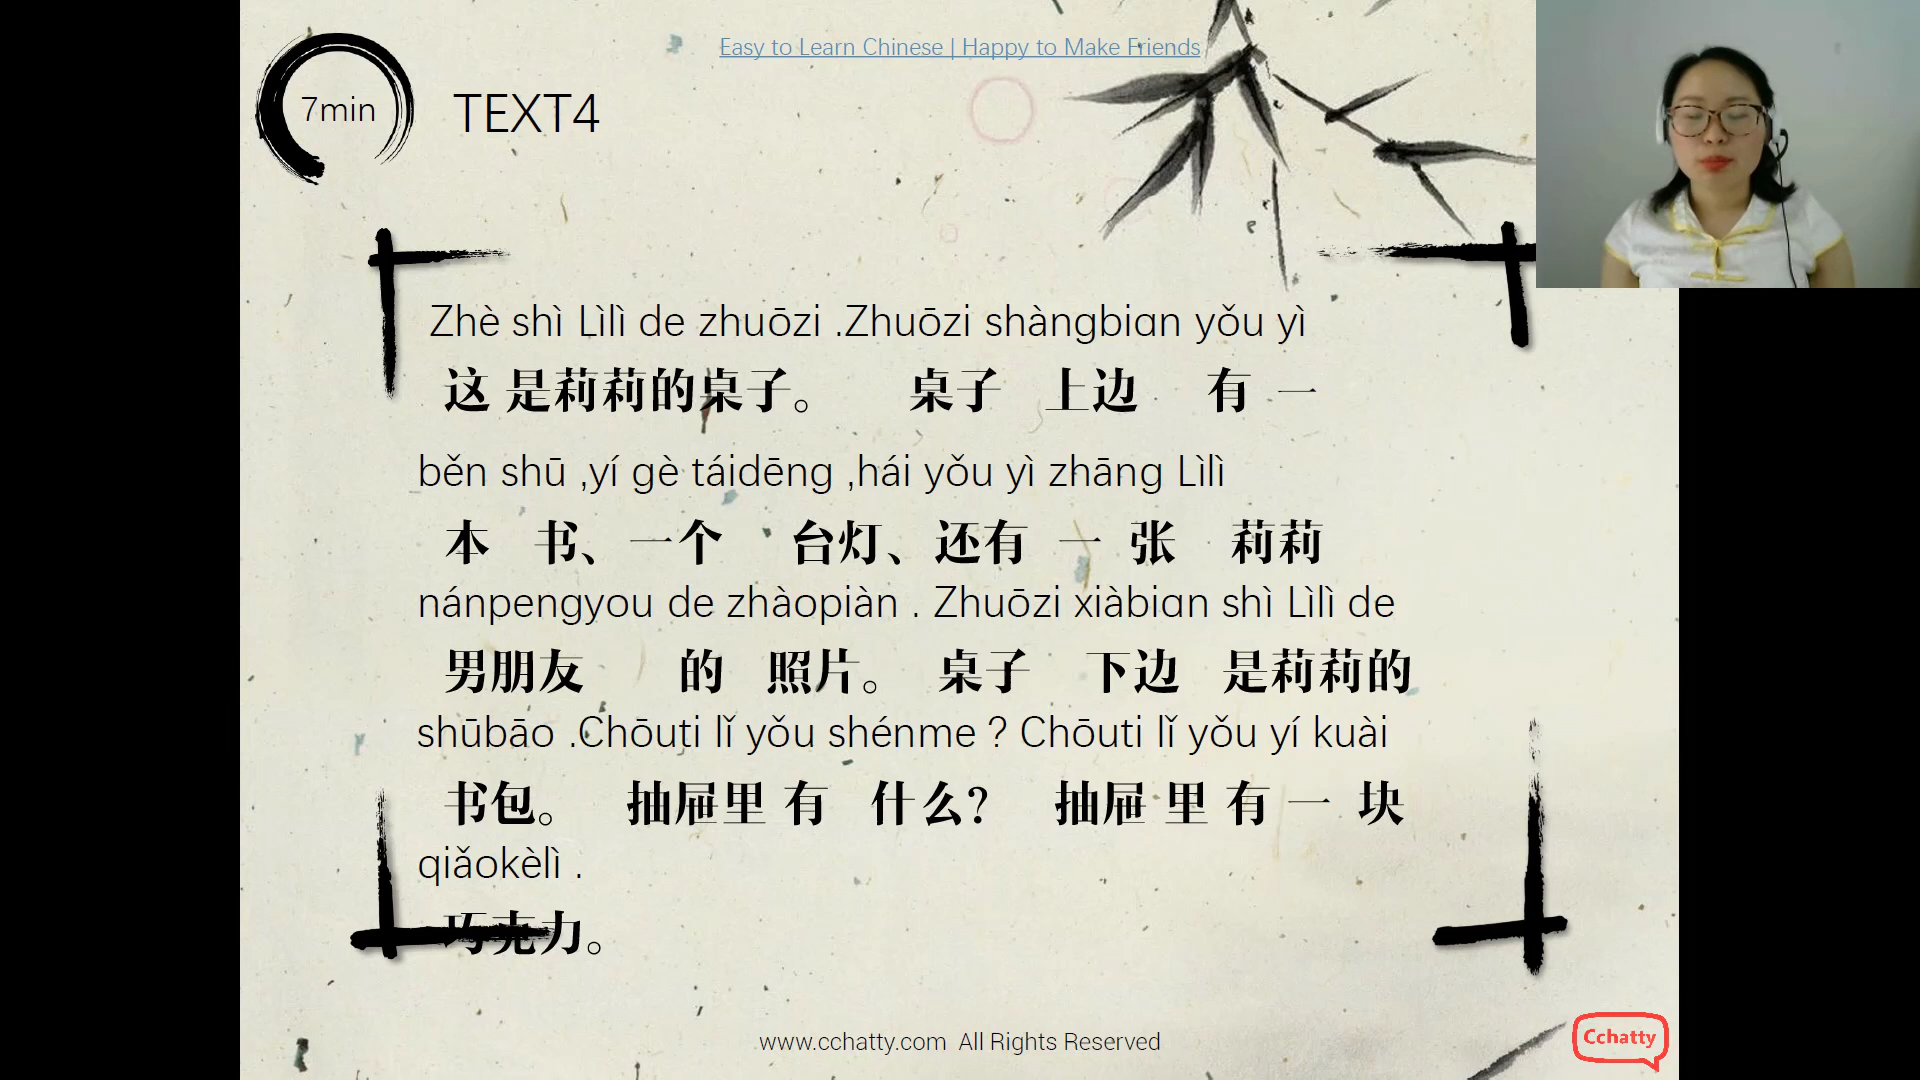 Easy to Learn Chinese | Happy to Make Friends
7min
TEXT4
Zhè shì Lìlì de zhuōzi .Zhuōzi shàngbiɑn yǒu yì
这 是莉莉的桌子。 桌子 上边 有 一
běn shū ,yí gè táidēng ,hái yǒu yì zhāng Lìlì
本 书、一个 台灯、还有 一 张 莉莉
nánpengyou de zhàopiàn . Zhuōzi xiàbiɑn shì Lìlì de
男朋友 的 照片。 桌子 下边 是莉莉的
shūbāo .Chōuti lǐ yǒu shénme ? Chōuti lǐ yǒu yí kuài
书包。 抽屉里 有 什么? 抽屉 里 有 一 块
qiǎokèlì .
巧克力。
www.cchatty.com All Rights Reserved
Cchatty